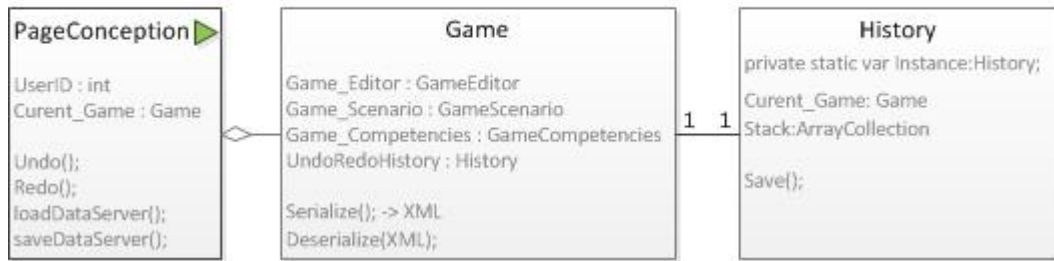 PageConception
UserID : int
Curent_Game : Game
Undo();
Redo();
loadDataServer();
saveDataServer();
Game
Game_Editor : GameEditor
Game_Scenario : GameScenario
Game_Competencies : GameCompetencies
UndoRedoHistory : History
Serialize(); -> XML
Deserialize(XML);
1 1
History
private static var Instance:History;
Curent_Game: Game
Stack:ArrayCollection
Save();